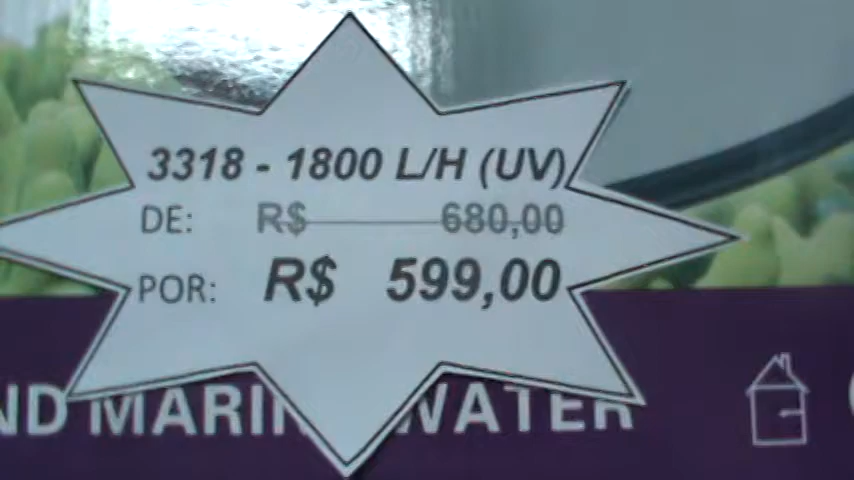 3318 - 1800 L/H (UV)
DE: R$ 680,00
POR: R$ 599,00
ND MARIN WATER